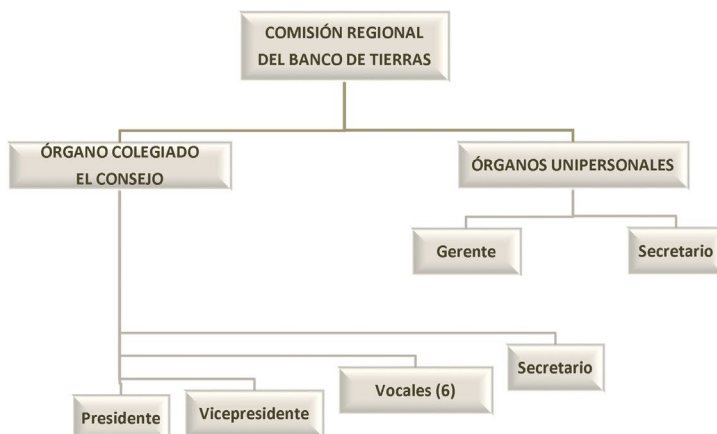 COMISIÓN REGIONAL
DEL BANCO DE TIERRAS
ÓRGANO COLEGIADO
EL CONSEJO
ÓRGANOS UNIPERSONALES
Gerente
Secretario
Secretario
Vocales (6)
Vicepresidente
Presidente